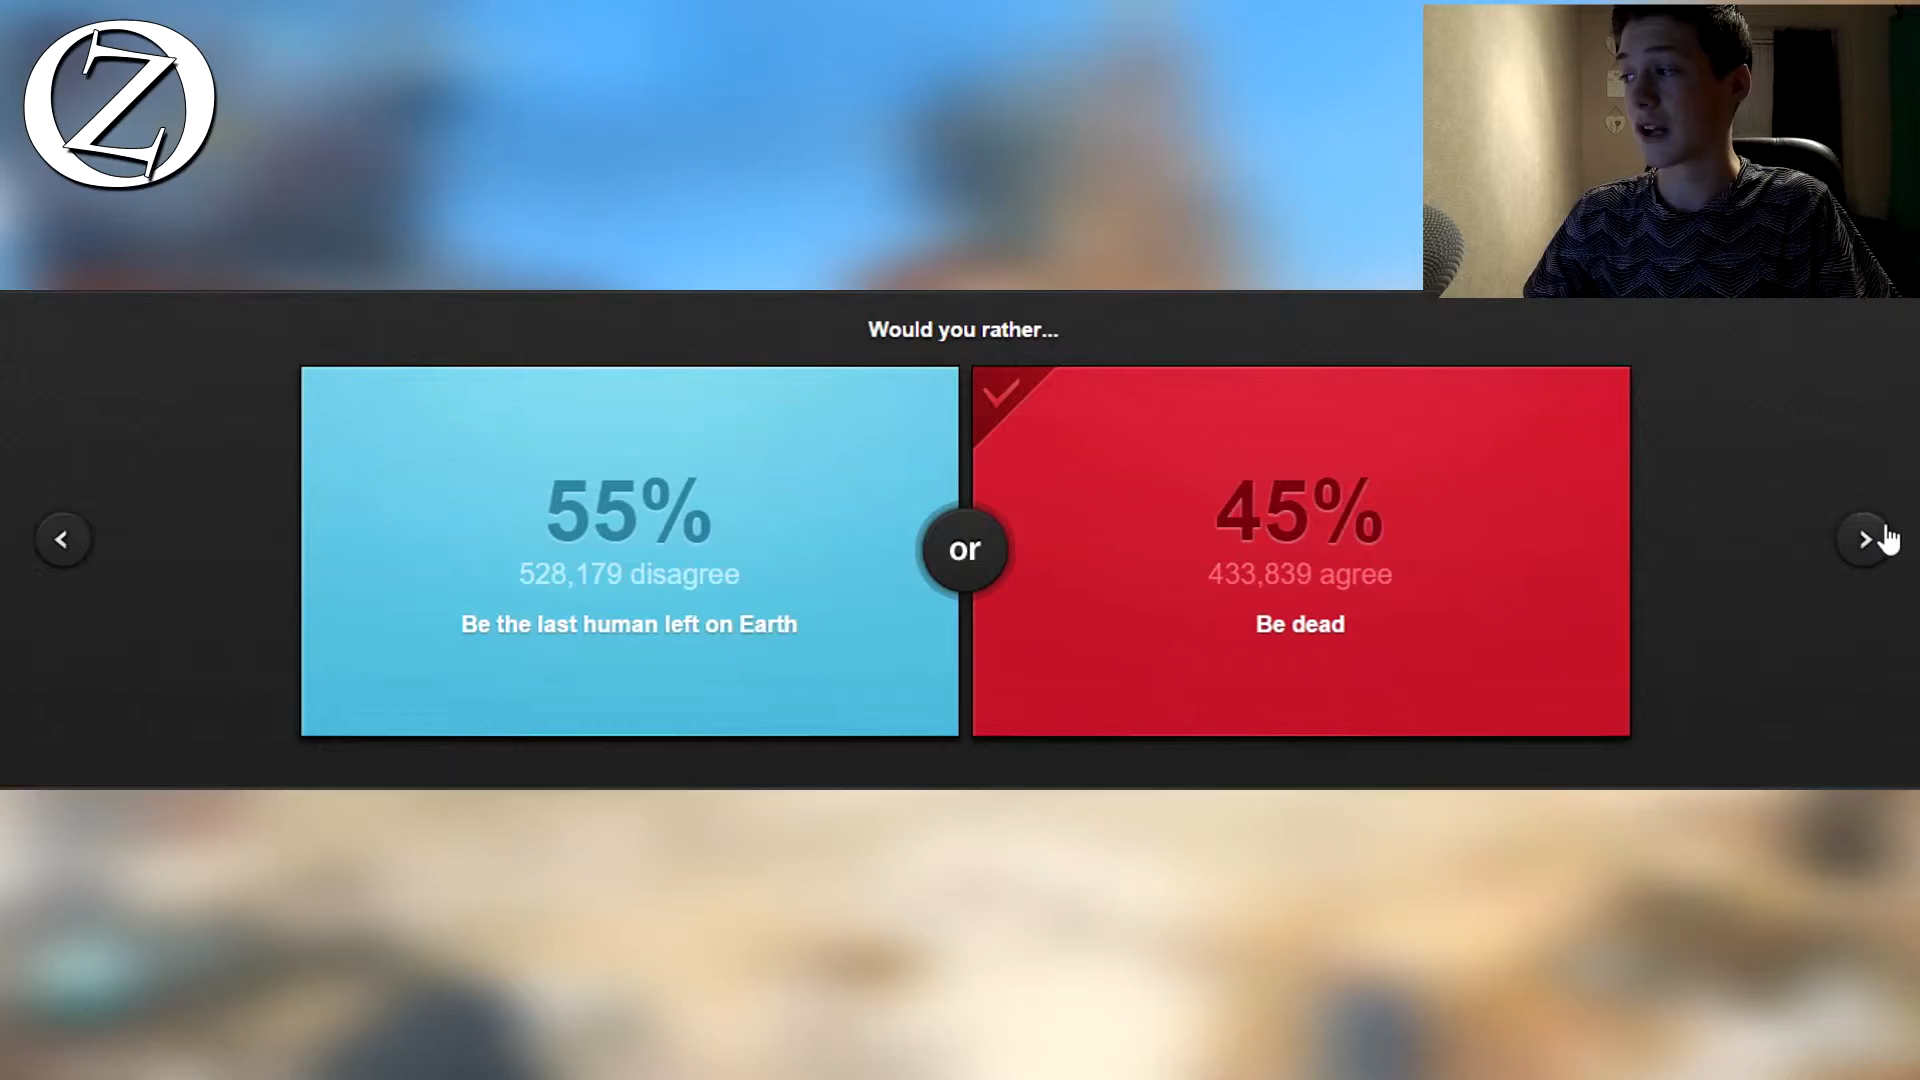 OZ
Would you rather...
55%
528,179 disagree
Be the last human left on Earth
or
45%
433,839 agree
Be dead